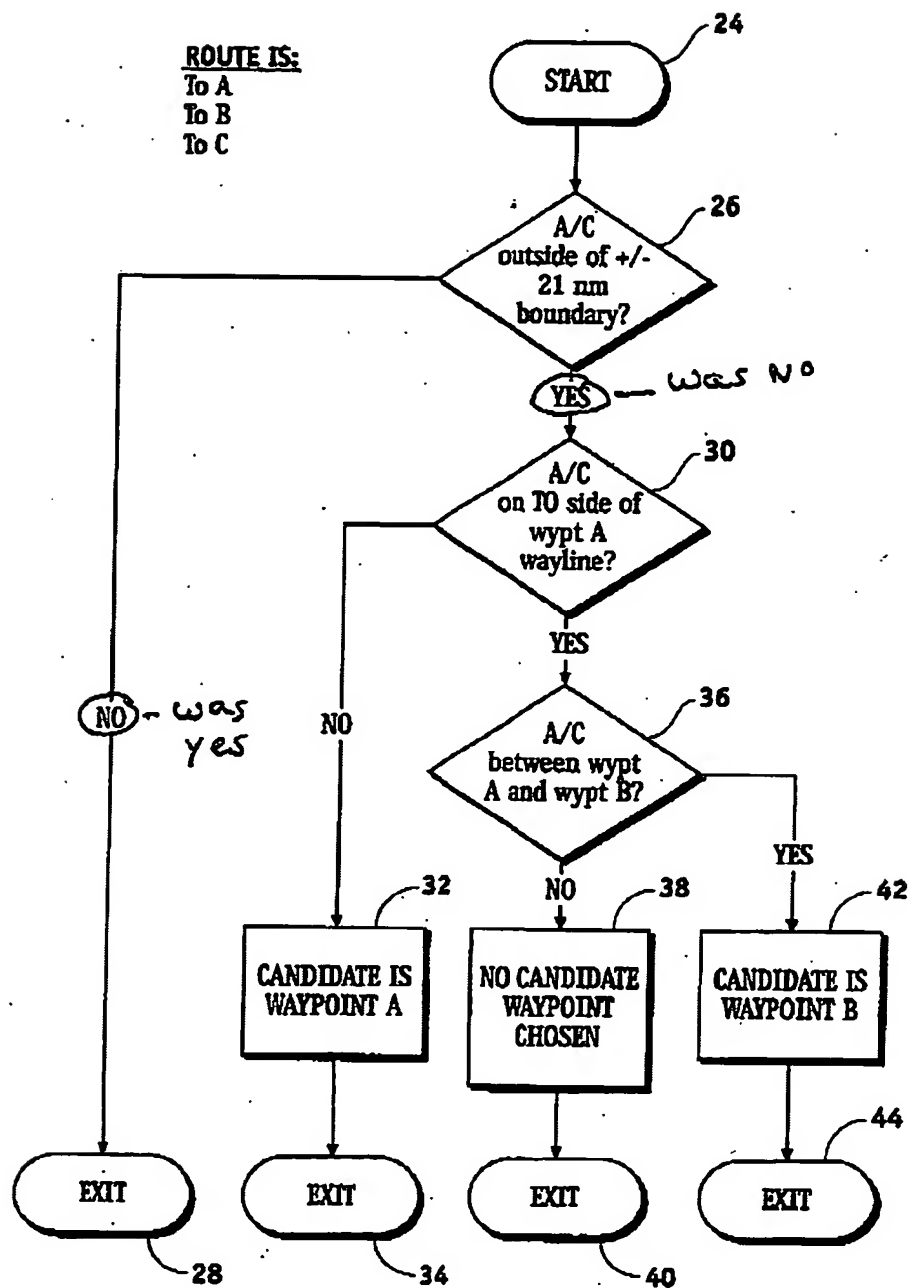 24
ROUTE IS:
To A
To B
To C
START
26
A/C
outside of +/-
21 nm
boundary?
YES - was NO
30
A/C
on TO side of
wypt A
wayline?
YES
NO - was
yes
NO
36
A/C
between wypt
A and wypt B?
YES
32
NO
38
42
CANDIDATE IS
WAYPOINT A
NO CANDIDATE
WAYPOINT
CHOSEN
CANDIDATE IS
WAYPOINT B
44
EXIT
EXIT
EXIT
EXIT
28
34
40